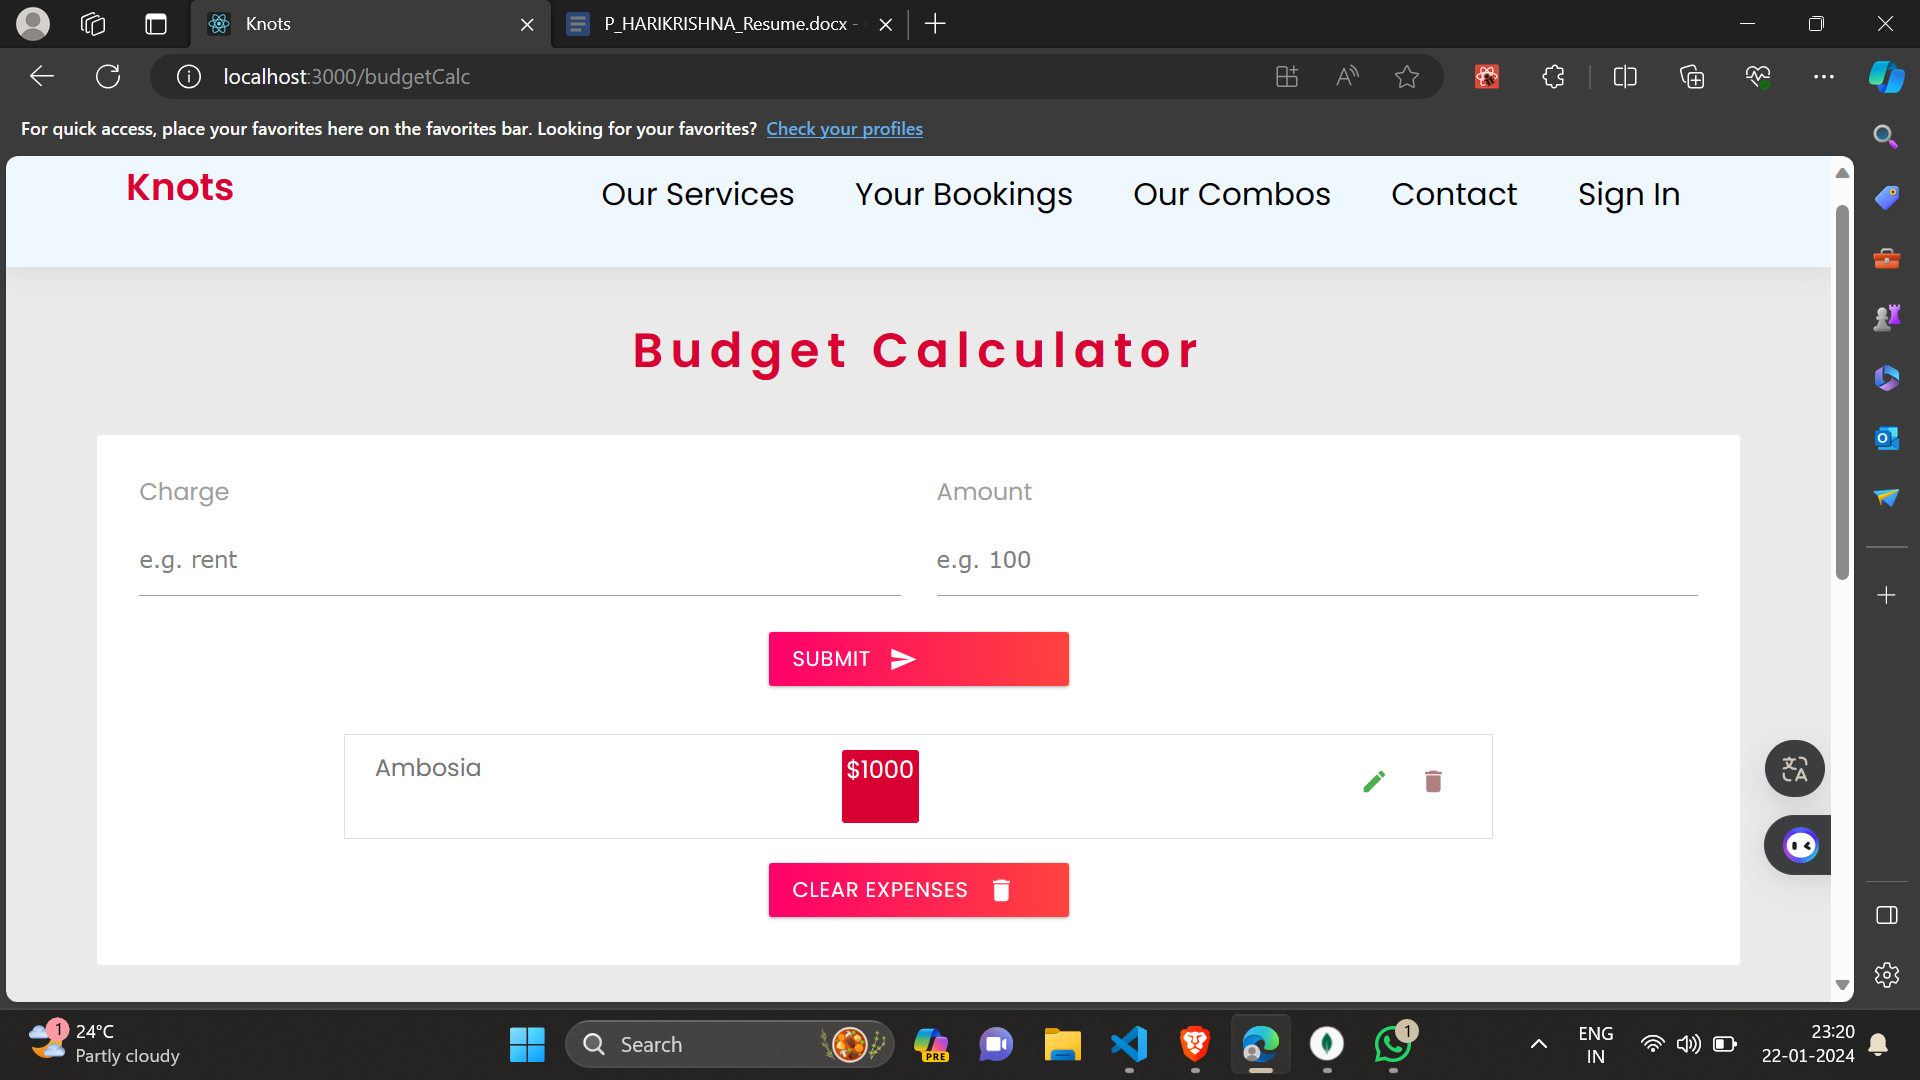 Knots
P_HARIKRISHNA_Resume.docx -
localhost:3000/budgetCalc
For quick access, place your favorites here on the favorites bar. Looking for your favorites? Check your profiles
Knots
Our Services
Your Bookings
Our Combos
Contact
Sign In
Budget Calculator
Charge
Amount
e.g. rent
e.g. 100
SUBMIT
Ambosia
$1000
CLEAR EXPENSES
1
24°C
Partly cloudy
Search
PRE
1
ENG
IN
23:20
22-01-2024